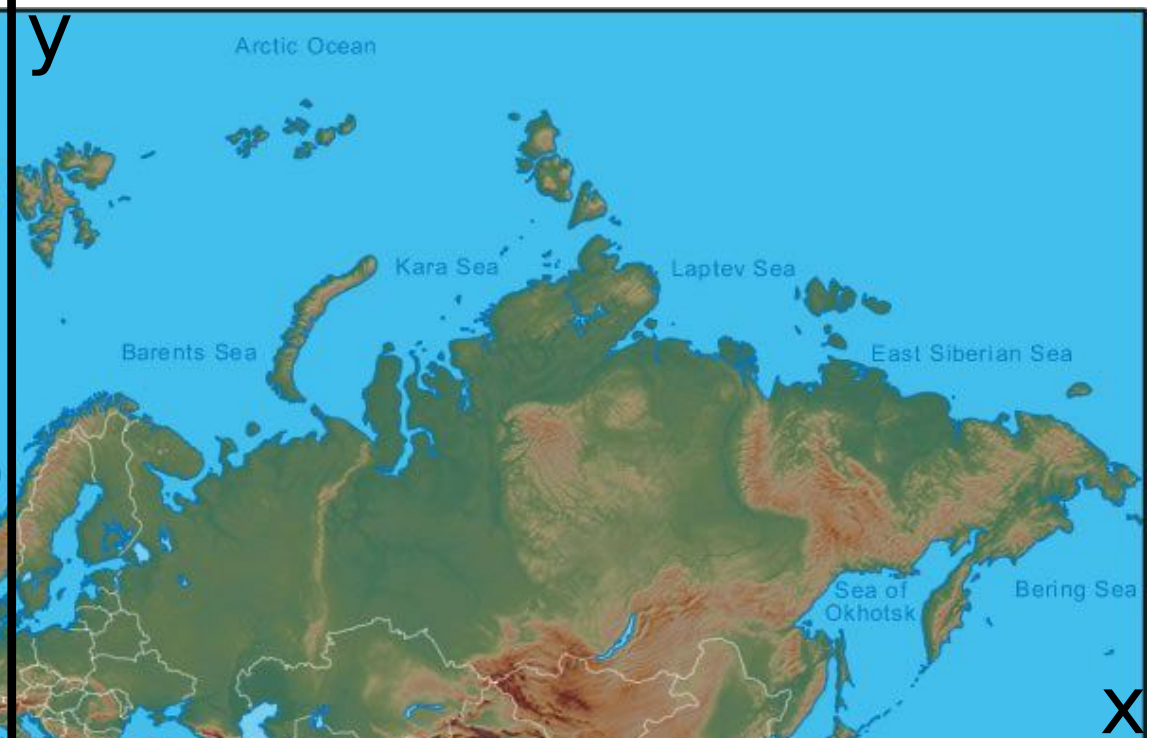 y
Arctic Ocean
Kara Sea
Laptev Sea
Barents Sea
East Siberian Sea
Sea of
Okhotsk
Bering Sea
x